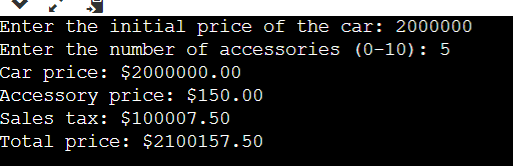 Enter the initial price of the car: 2000000
Enter the number of accessories (0-10): 5
Car price: $2000000.00
Accessory price: $150.00
Sales tax: $100007.50
Total price: $2100157.50